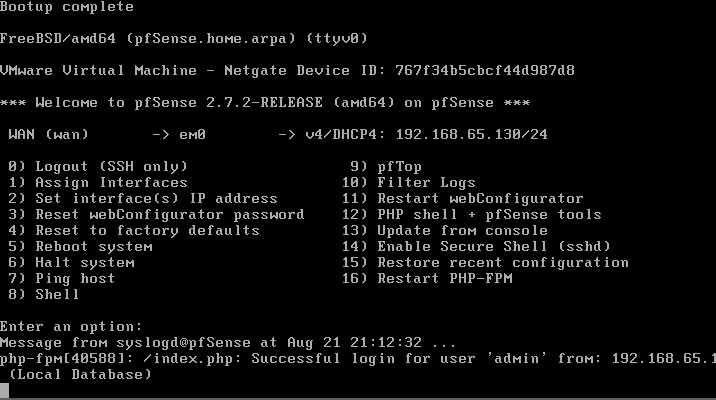 Bootup complete
FreeBSD/amd64 (pfSense.home.arpa) (ttyv0)
VMware Virtual Machine - Netgate Device ID: 767f34b5cbcf44d987d8
*** Welcome to pfSense 2.7.2-RELEASE (amd64) on pfSense ***
WAN (wan) -> em0 -> v4/DHCP4: 192.168.65.130/24
0) Logout (SSH only) 9) pfTop
1) Assign Interfaces 10) Filter Logs
2) Set interface(s) IP address 11) Restart webConfigurator
3) Reset webConfigurator password 12) PHP shell + pfSense tools
4) Reset to factory defaults 13) Update from console
5) Reboot system 14) Enable Secure Shell (sshd)
6) Halt system 15) Restore recent configuration
7) Ping host 16) Restart PHP-FPM
8) Shell
Enter an option:
Message from syslogd@pfSense at Aug 21 21:12:32 ...
php-fpm[40588]: /index.php: Successful login for user 'admin' from: 192.168.65.1
(Local Database)